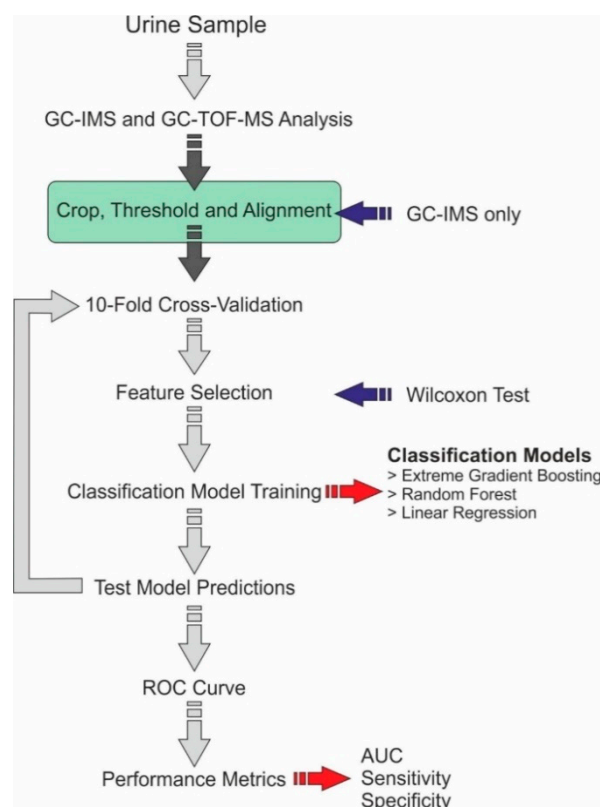 Urine Sample
GC-IMS and GC-TOF-MS Analysis
Crop, Threshold and Alignment
GC-IMS only
10-Fold Cross-Validation
Feature Selection
Wilcoxon Test
Classification Model Training
Classification Models
> Extreme Gradient Boosting
> Random Forest
> Linear Regression
Test Model Predictions
ROC Curve
Performance Metrics
AUC
Sensitivity
Specificity